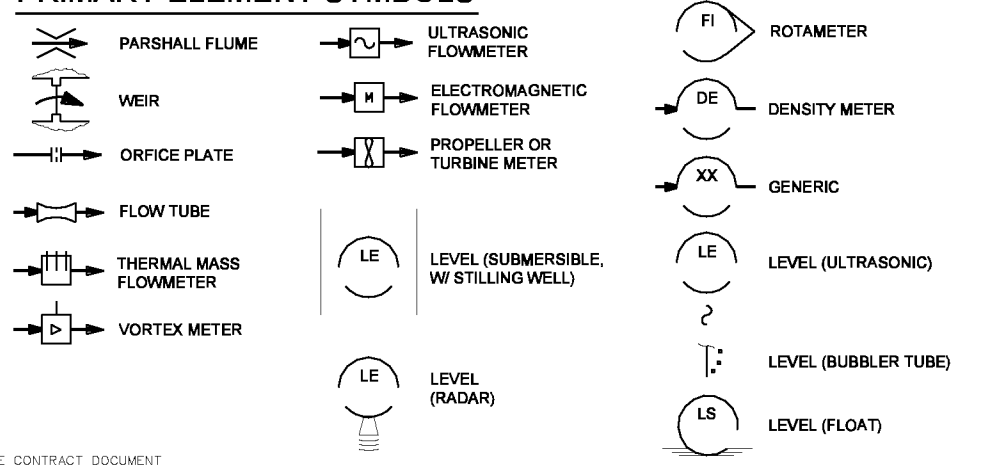 PRIMARY ELEMENT SYMBOLS
PARSHALL FLUME
WEIR
ORFICE PLATE
FLOW TUBE
THERMAL MASS
FLOWMETER
VORTEX METER
ULTRASONIC
FLOWMETER
M
ELECTROMAGNETIC
FLOWMETER
PROPELLER OR
TURBINE METER
LE
LEVEL (SUBMERSIBLE,
W/ STILLING WELL)
LE
LEVEL
(RADAR)
FI
ROTAMETER
DE
DENSITY METER
XX
GENERIC
LE
LEVEL (ULTRASONIC)
LEVEL (BUBBLER TUBE)
LS
LEVEL (FLOAT)
E CONTRACT DOCUMENT